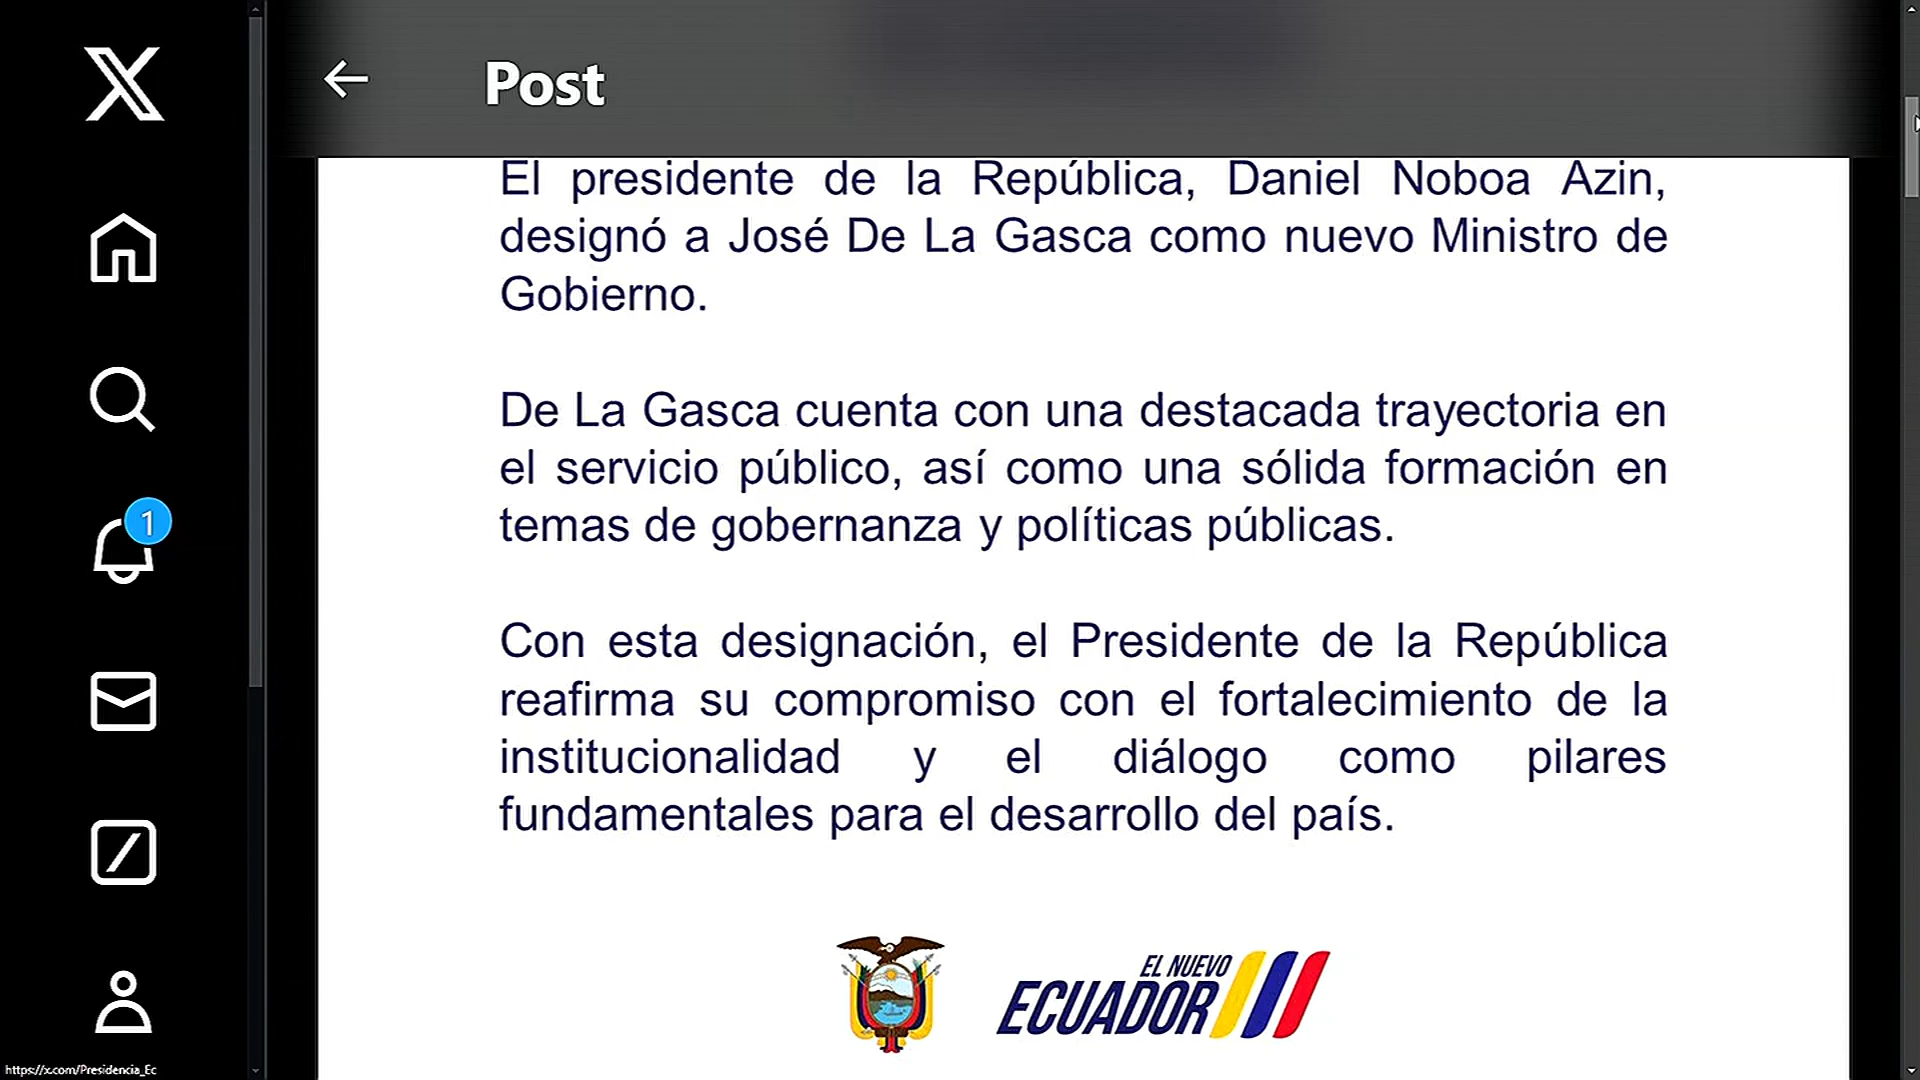 Post
El presidente de la República, Daniel Noboa Azin,
designó a José De La Gasca como nuevo Ministro de
Gobierno.
De La Gasca cuenta con una destacada trayectoria en
el servicio público, así como una sólida formación en
temas de gobernanza y políticas públicas.
Con esta designación, el Presidente de la República
reafirma su compromiso con el fortalecimiento de la
institucionalidad y el diálogo como pilares
fundamentales para el desarrollo del país.
1
EL NUEVO
ECUADOR
https://x.com/Presidencia_Ec